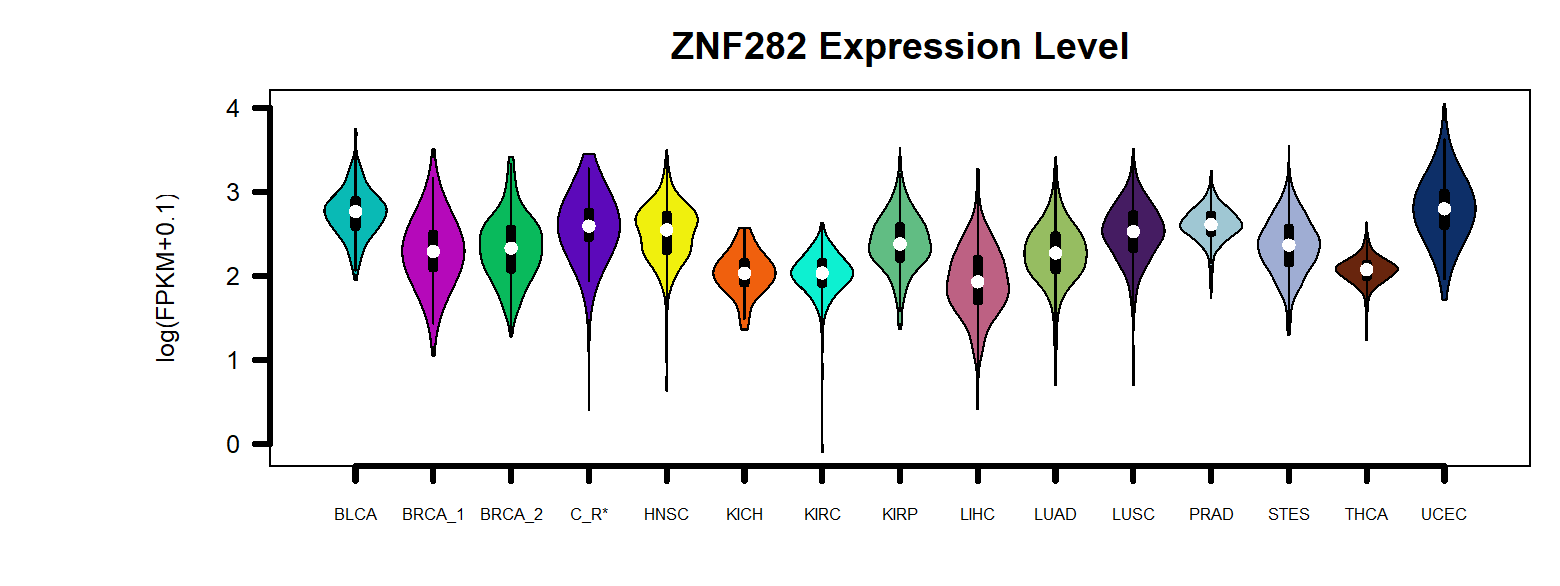 ZNF282 Expression Level
log(FPKM+0.1)
4
3
2
1
0
BLCA BRCA_1 BRCA_2 C_R* HNSC KICH KIRC KIRP LIHC LUAD LUSC PRAD STES THCA UCEC